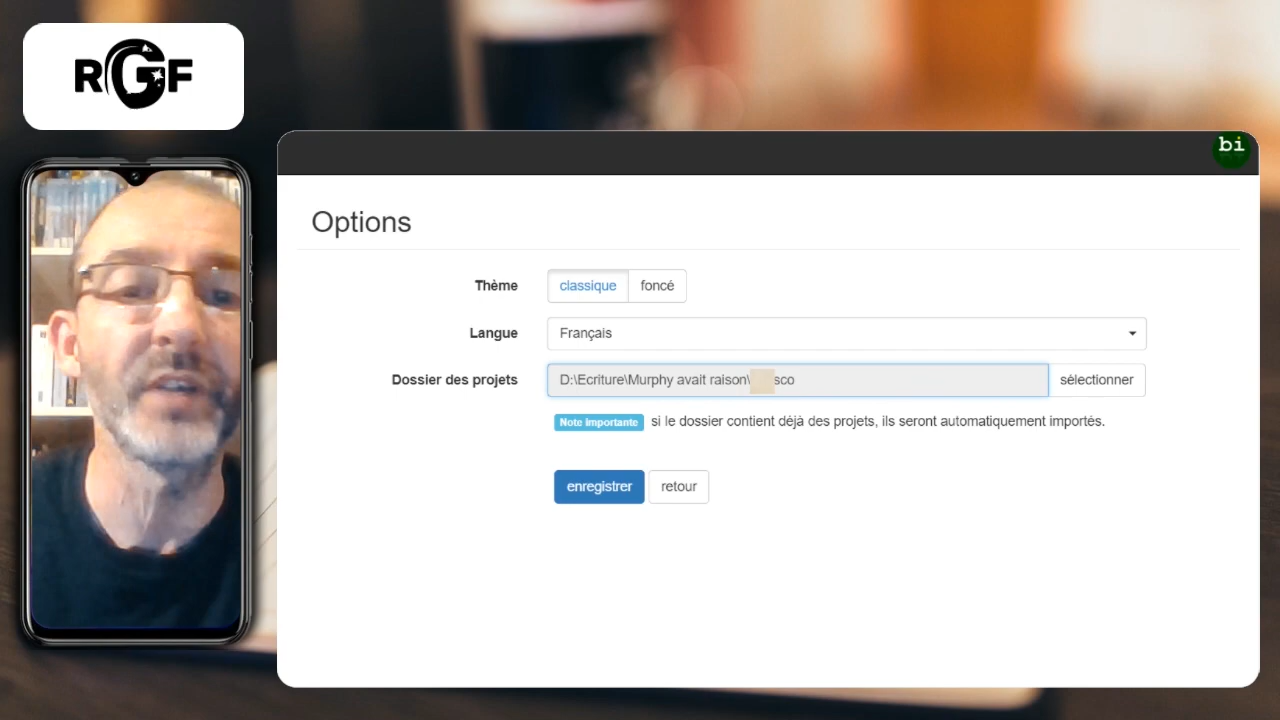 RGF
bi
Options
Thème classique foncé
Langue Français
Dossier des projets D:\Ecriture\Murphy avait raison\ sco sélectionner
Note importante si le dossier contient déjà des projets, ils seront automatiquement importés.
enregistrer retour